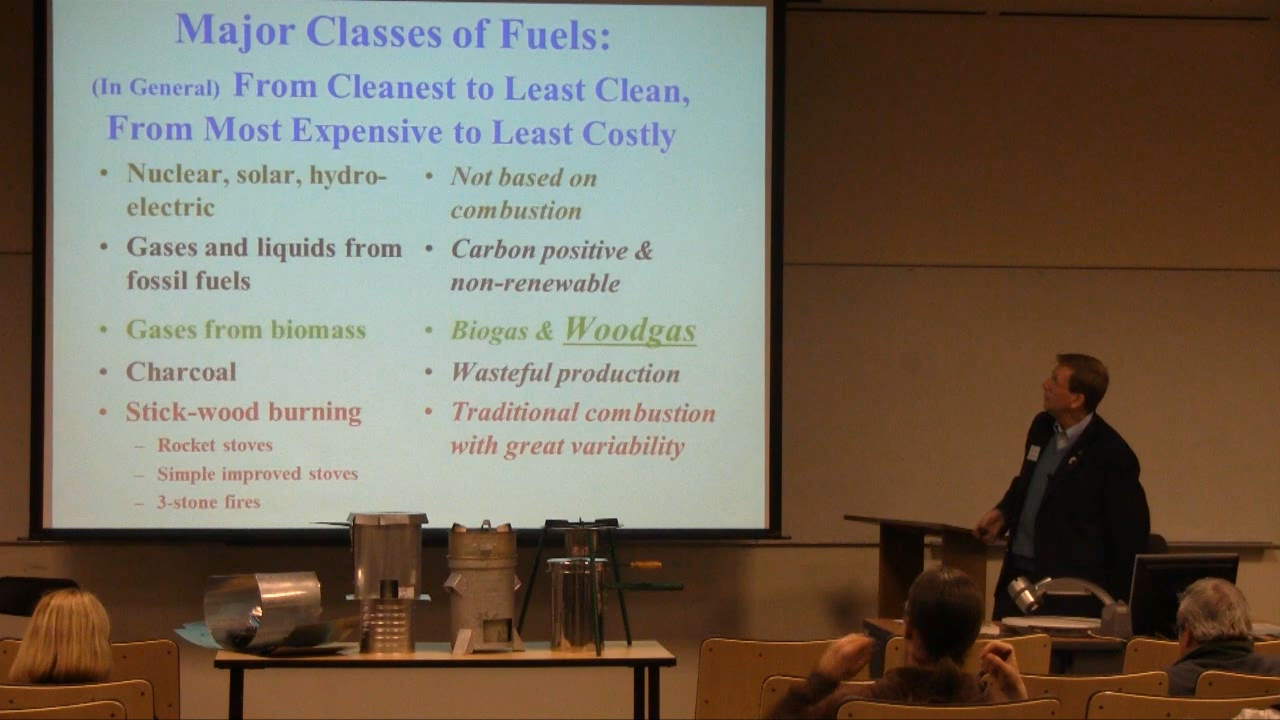 Major Classes of Fuels:
(In General) From Cleanest to Least Clean,
From Most Expensive to Least Costly
• Nuclear, solar, hydro-
electric
• Not based on
combustion
• Gases and liquids from
fossil fuels
• Carbon positive &
non-renewable
• Gases from biomass
• Biogas & Woodgas
• Charcoal
• Wasteful production
• Stick-wood burning
– Rocket stoves
– Simple improved stoves
– 3-stone fires
• Traditional combustion
with great variability